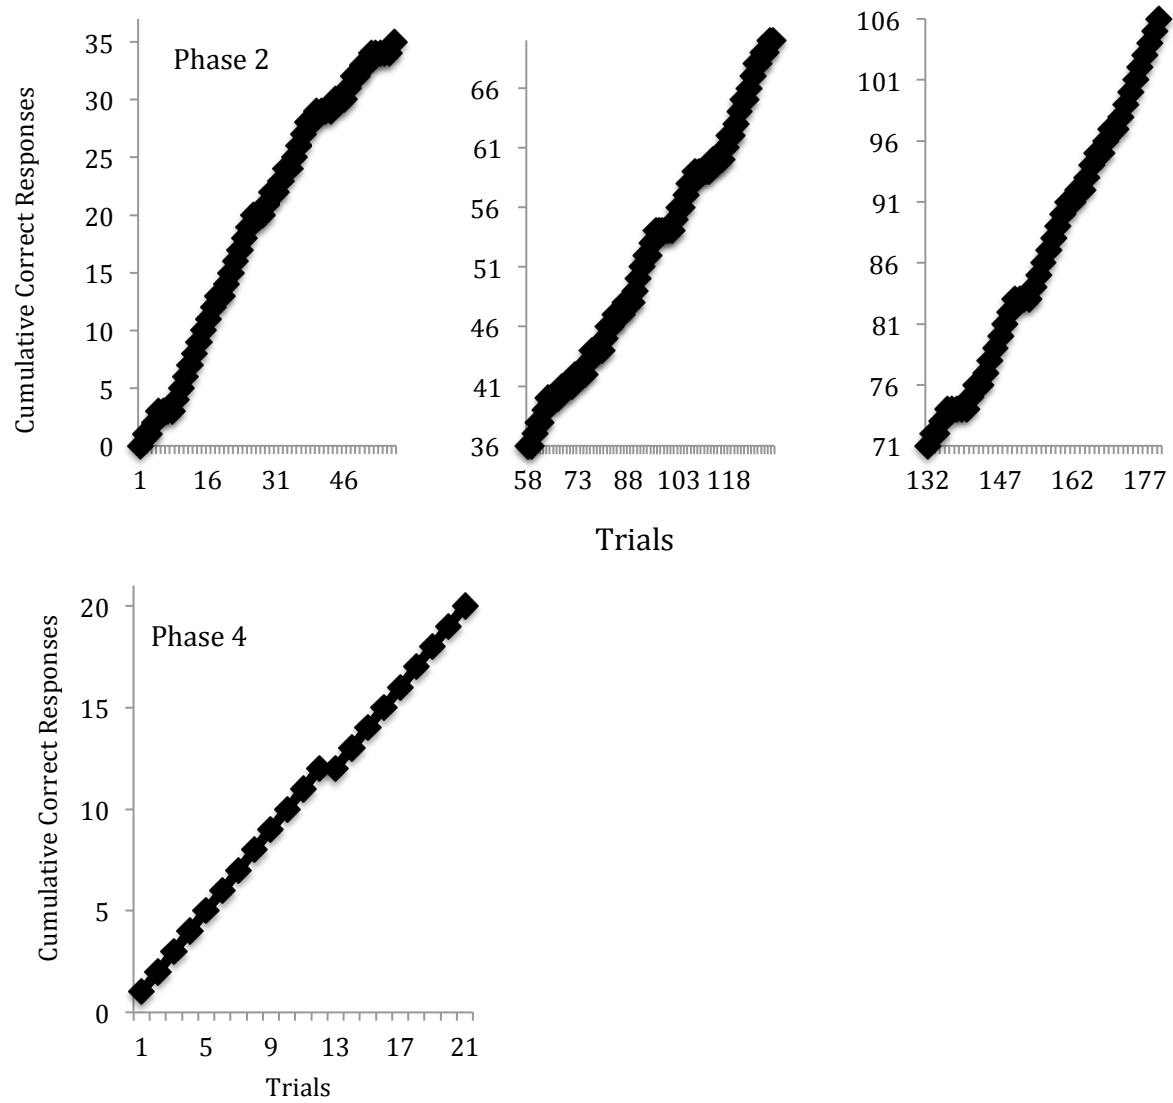 Phase 2
Cumulative Correct Responses
35
30
25
20
15
10
5
0
1 16 31 46
66
61
56
51
46
41
36
58 73 88 103 118
106
101
96
91
86
81
76
71
132 147 162 177
Trials
Phase 4
Cumulative Correct Responses
20
15
10
5
0
1 5 9 13 17 21
Trials